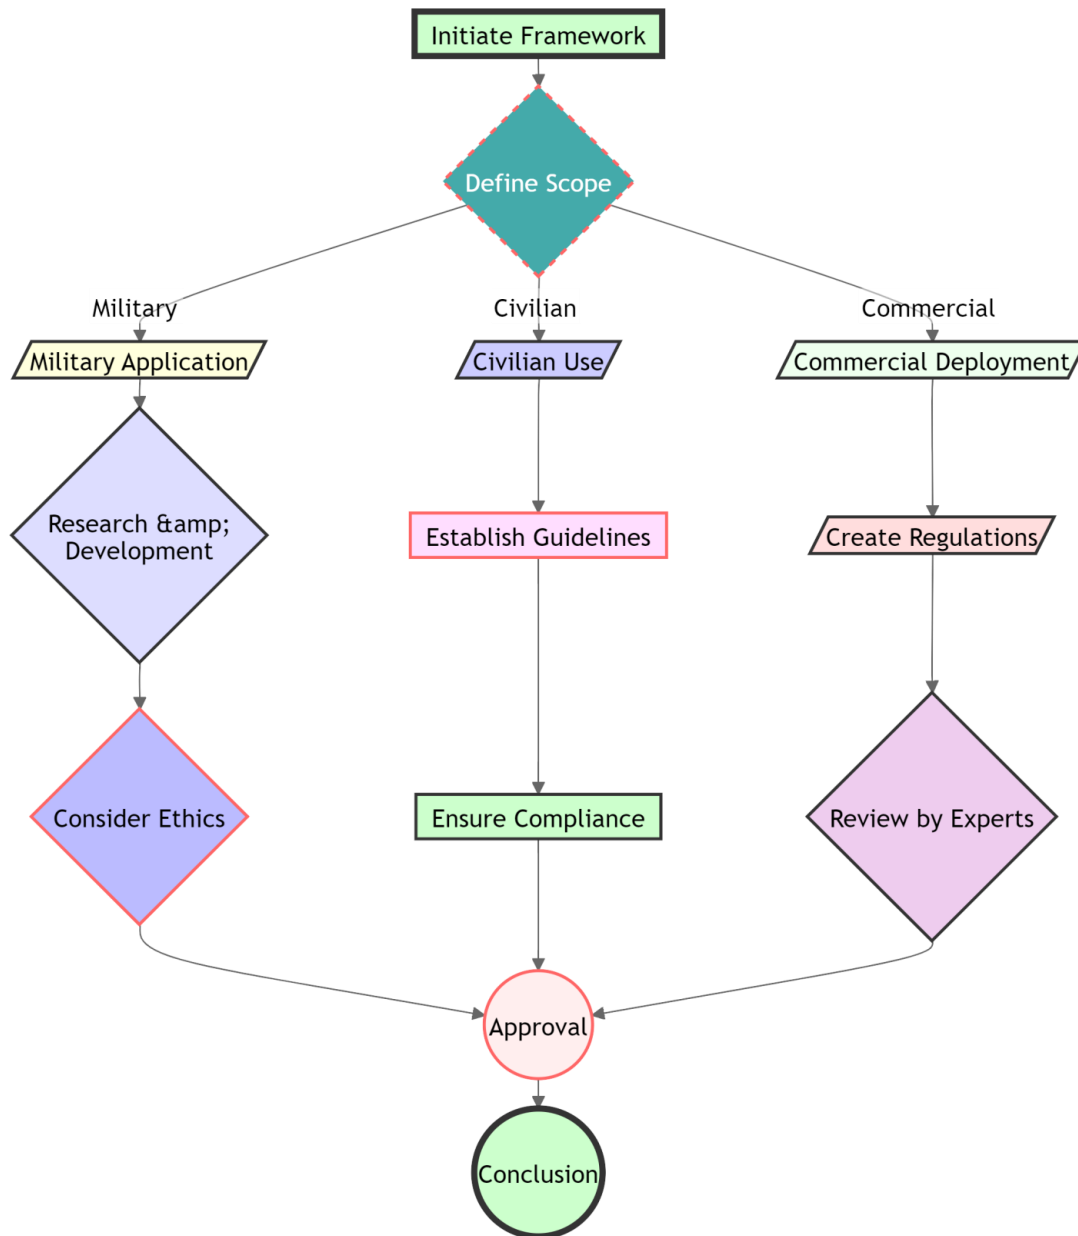 Initiate Framework
Define Scope
Military
Civilian
Commercial
Military Application
Civilian Use
Commercial Deployment
Research &amp;
Development
Establish Guidelines
Create Regulations
Consider Ethics
Ensure Compliance
Review by Experts
Approval
Conclusion